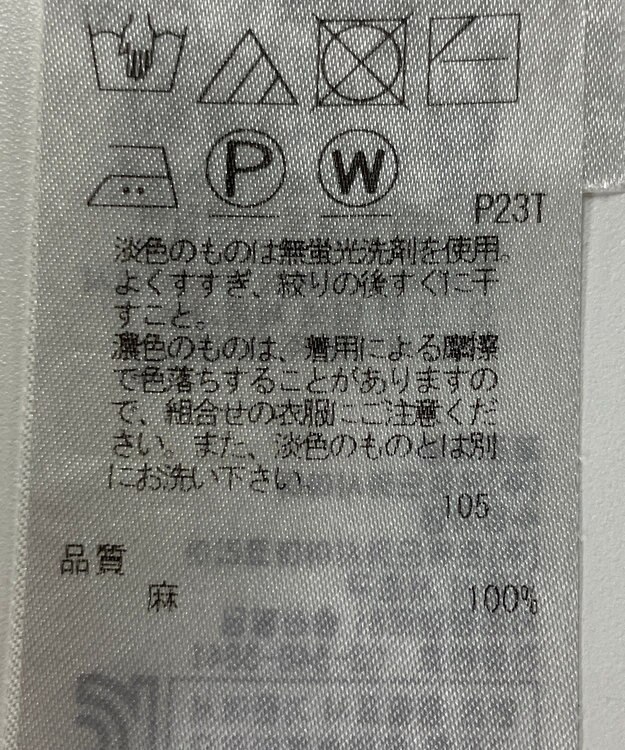 P W
P23T
淡色のものは無蛍光洗剤を使用。
よくすすぎ、絞りの後すぐに干
すこと。
濃色のものは、着用による摩擦
で色落ちすることがありますの
で、組合せの衣服にご注意くだ
さい。また、淡色のものとは別
にお洗い下さい。
105
品質
麻 100%